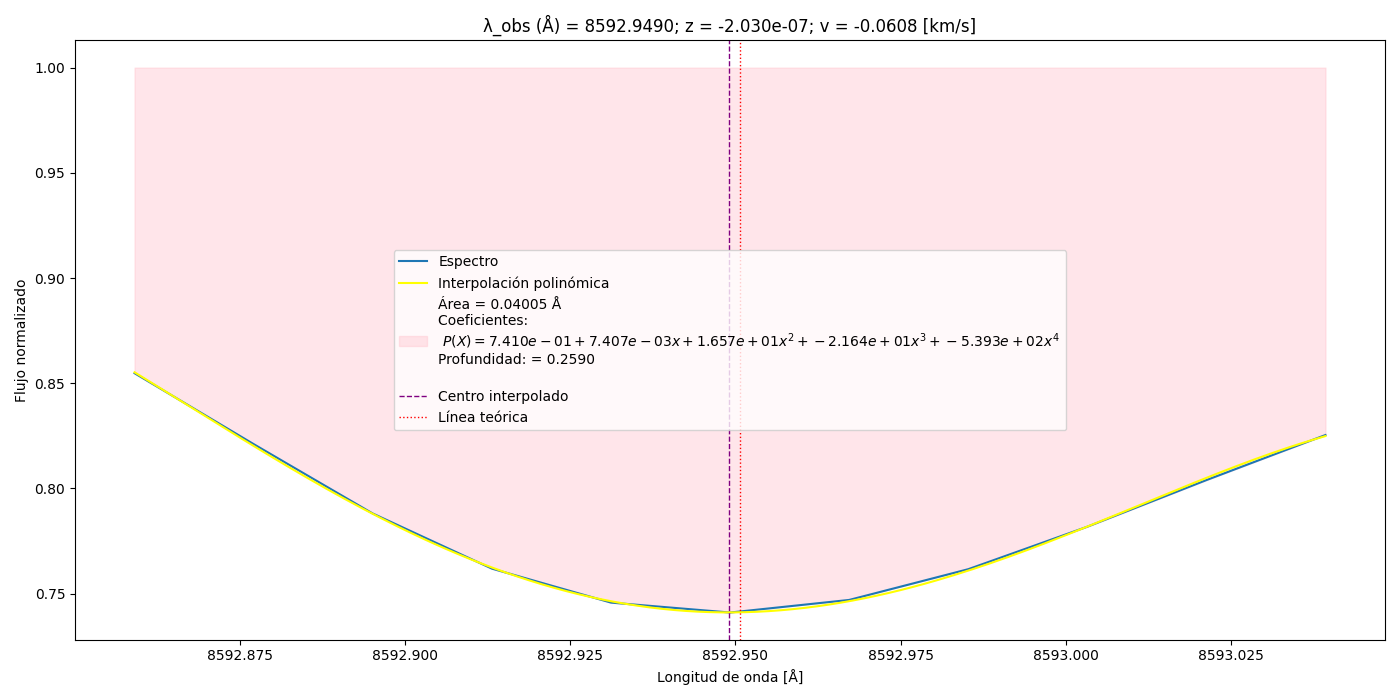 λ_obs (Å) = 8592.9490; z = -2.030e-07; v = -0.0608 [km/s]
1.00
0.95
0.90
0.85
0.80
0.75
Flujo normalizado
Espectro
Interpolación polinómica
Área = 0.04005 Å
Coeficientes:
P(X) = 7.410e − 01 + 7.407e − 03x + 1.657e + 01x² + −2.164e + 01x³ + −5.393e + 02x⁴
Profundidad: = 0.2590
Centro interpolado
Línea teórica
8592.875 8592.900 8592.925 8592.950 8592.975 8593.000 8593.025
Longitud de onda [Å]